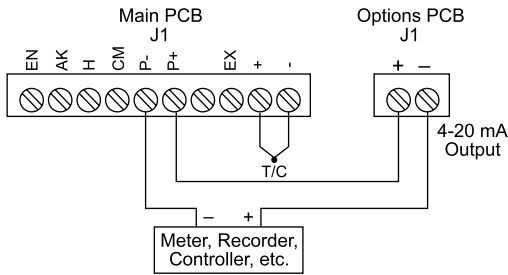 Main PCB
J1
Options PCB
J1
EN
AK
H
CM
P-
P+
EX
+
-
+
–
4-20 mA
Output
T/C
–
+
Meter, Recorder,
Controller, etc.